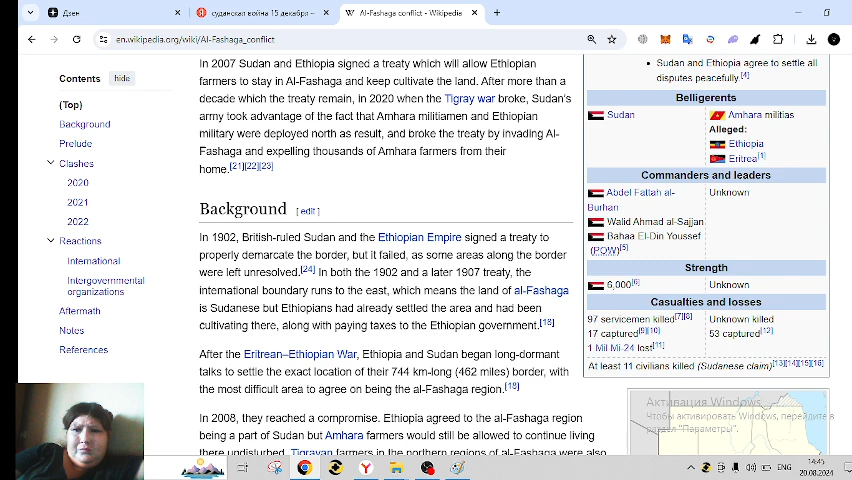 Дзен
суданская война 15 декабря –
Al-Fashaga conflict - Wikipedia
en.wikipedia.org/wiki/Al-Fashaga_conflict
Contents
hide
(Top)
Background
Prelude
Clashes
2020
2021
2022
Reactions
International
Intergovernmental
organizations
Aftermath
Notes
References
In 2007 Sudan and Ethiopia signed a treaty which will allow Ethiopian
farmers to stay in Al-Fashaga and keep cultivate the land. After more than a
decade which the treaty remain, in 2020 when the Tigray war broke, Sudan's
army took advantage of the fact that Amhara militiamen and Ethiopian
military were deployed north as result, and broke the treaty by invading Al-
Fashaga and expelling thousands of Amhara farmers from their
home.[21][22][23]
Background [ edit ]
In 1902, British-ruled Sudan and the Ethiopian Empire signed a treaty to
properly demarcate the border, but it failed, as some areas along the border
were left unresolved.[24] In both the 1902 and a later 1907 treaty, the
international boundary runs to the east, which means the land of al-Fashaga
is Sudanese but Ethiopians had already settled the area and had been
cultivating there, along with paying taxes to the Ethiopian government.[18]
After the Eritrean–Ethiopian War, Ethiopia and Sudan began long-dormant
talks to settle the exact location of their 744 km-long (462 miles) border, with
the most difficult area to agree on being the al-Fashaga region.[18]
In 2008, they reached a compromise. Ethiopia agreed to the al-Fashaga region
being a part of Sudan but Amhara farmers would still be allowed to continue living
there undisturbed. Tigrayan farmers in the northern regions of al-Fashaga were also
Sudan and Ethiopia agree to settle all
disputes peacefully.[4]
Belligerents
Sudan
Amhara militias
Alleged:
Ethiopia
Eritrea[1]
Commanders and leaders
Abdel Fattah al-
Burhan
Walid Ahmad al-Sajjan
Bahaa El-Din Youssef
(POW)[5]
Unknown
Strength
6,000[6]
Unknown
Casualties and losses
97 servicemen killed[7][8]
17 captured[9][10]
1 Mil Mi-24 lost[11]
Unknown killed
53 captured[12]
At least 11 civilians killed (Sudanese claim)[13][14][15][16]
Активация Windows
Чтобы активировать Windows, перейдите в
раздел "Параметры".
ENG
14:45
20.08.2024